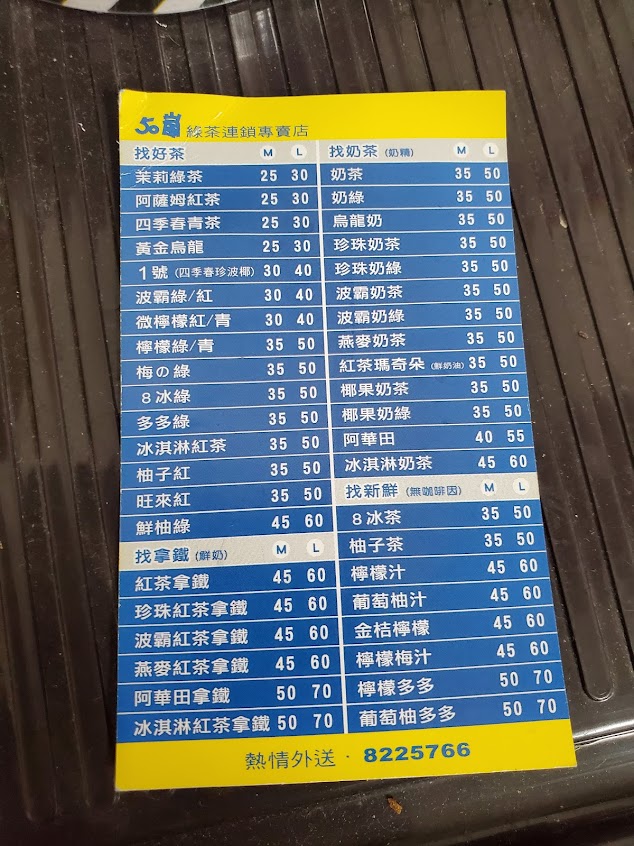 50嵐 綠茶連鎖專賣店
找好茶 M L
茉莉綠茶 25 30
阿薩姆紅茶 25 30
四季春青茶 25 30
黃金烏龍 25 30
1號 (四季春珍波椰) 30 40
波霸綠/紅 30 40
微檸檬紅/青 30 40
檸檬綠/青 35 50
梅の綠 35 50
8冰綠 35 50
多多綠 35 50
冰淇淋紅茶 35 50
柚子紅 35 50
旺來紅 35 50
鮮柚綠 45 60
找拿鐵 (鮮奶) M L
紅茶拿鐵 45 60
珍珠紅茶拿鐵 45 60
波霸紅茶拿鐵 45 60
燕麥紅茶拿鐵 45 60
阿華田拿鐵 50 70
冰淇淋紅茶拿鐵 50 70
找奶茶 (奶精) M L
奶茶 35 50
奶綠 35 50
烏龍奶 35 50
珍珠奶茶 35 50
珍珠奶綠 35 50
波霸奶茶 35 50
波霸奶綠 35 50
燕麥奶茶 35 50
紅茶瑪奇朵 (鮮奶油) 35 50
椰果奶茶 35 50
椰果奶綠 35 50
阿華田 40 55
冰淇淋奶茶 45 60
找新鮮 (無咖啡因) M L
8冰茶 35 50
柚子茶 35 50
檸檬汁 45 60
葡萄柚汁 45 60
金桔檸檬 45 60
檸檬梅汁 45 60
檸檬多多 50 70
葡萄柚多多 50 70
熱情外送 · 8225766